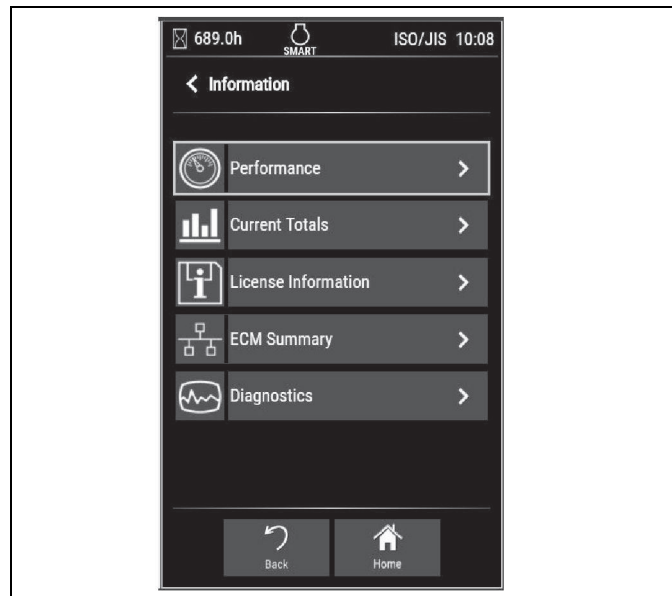 689.0h SMART ISO/JIS 10:08
Information
Performance
Current Totals
License Information
ECM Summary
Diagnostics
Back Home